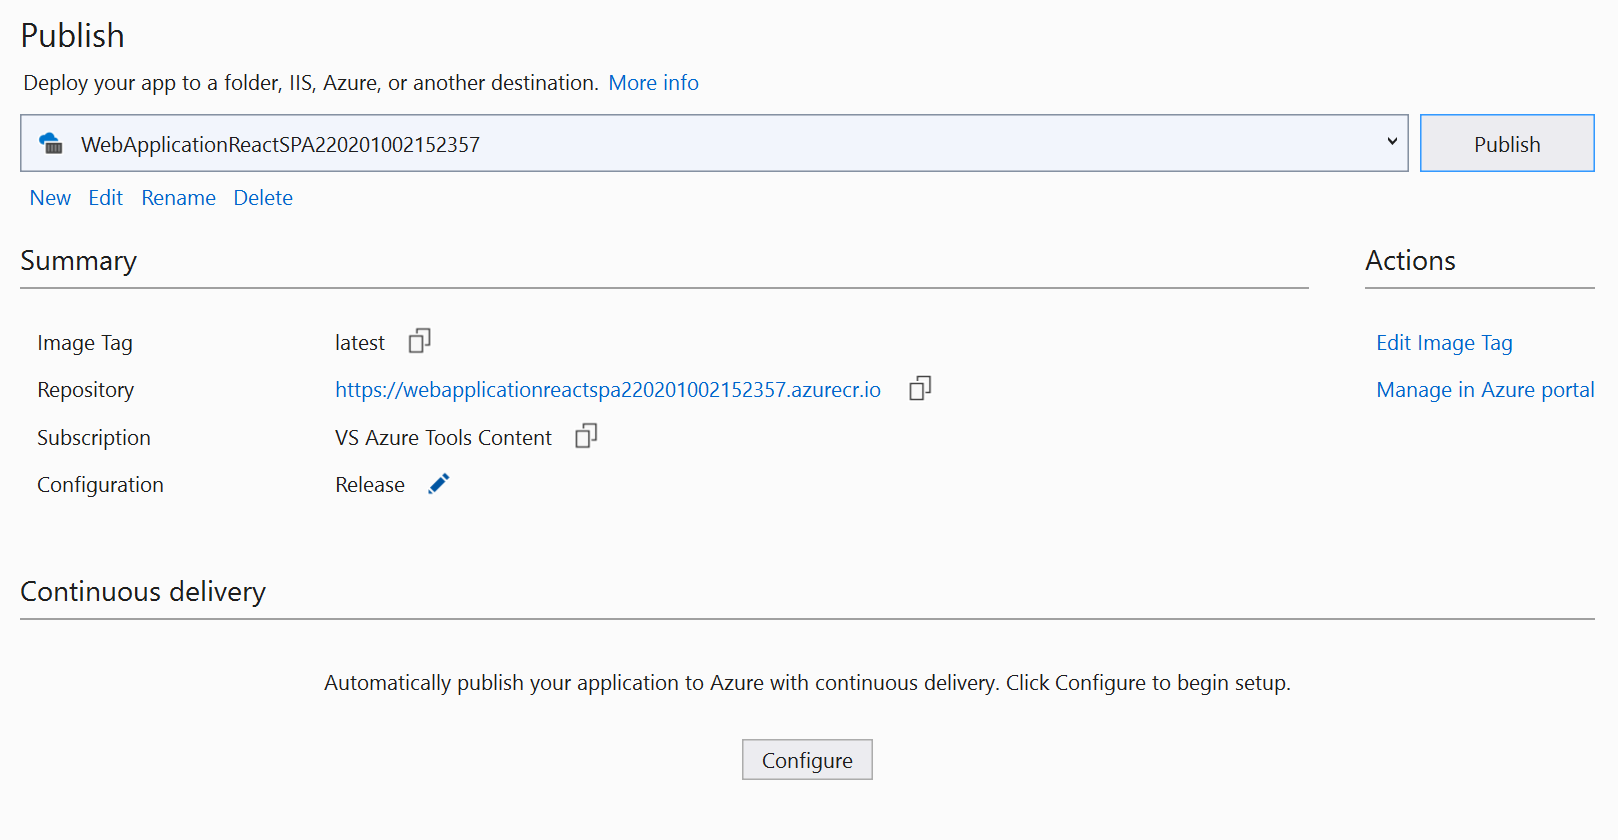 Publish
Deploy your app to a folder, IIS, Azure, or another destination. More info
WebApplicationReactSPA220201002152357
Publish
New Edit Rename Delete
Summary
Actions
Image Tag latest
Edit Image Tag
Repository https://webapplicationreactspa220201002152357.azurecr.io
Manage in Azure portal
Subscription VS Azure Tools Content
Configuration Release
Continuous delivery
Automatically publish your application to Azure with continuous delivery. Click Configure to begin setup.
Configure